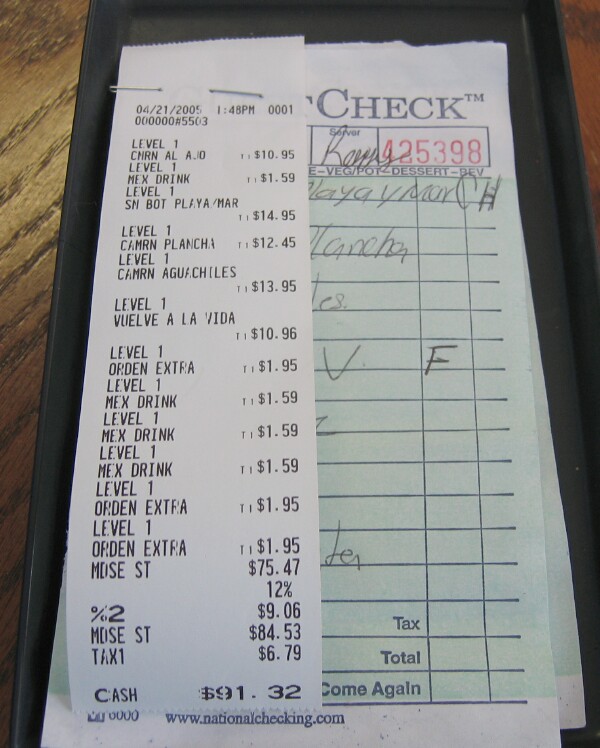 04/21/2005 1:48PM 0001
000000#5503
LEVEL 1
CMRN AL AJO T1 $10.95
LEVEL 1
MEX DRINK T1 $1.59
LEVEL 1
SN BOT PLAYA/MAR
T1 $14.95
LEVEL 1
CAMRN PLANCHA T1 $12.45
LEVEL 1
CAMRN AGUACHILES
T1 $13.95
LEVEL 1
VUELVE A LA VIDA
T1 $10.96
LEVEL 1
ORDEN EXTRA T1 $1.95
LEVEL 1
MEX DRINK T1 $1.59
LEVEL 1
MEX DRINK T1 $1.59
LEVEL 1
MEX DRINK T1 $1.59
LEVEL 1
ORDEN EXTRA T1 $1.95
LEVEL 1
ORDEN EXTRA T1 $1.95
MDSE ST $75.47
12%
%2 $9.06
MDSE ST $84.53
TAX1 $6.79
CASH $91.32
CHECK™
Server
425398
E-VEG/POT-DESSERT-BEV
layaymar CH
lancha
es.
V. F
Tax
Total
Come Again
www.nationalchecking.com